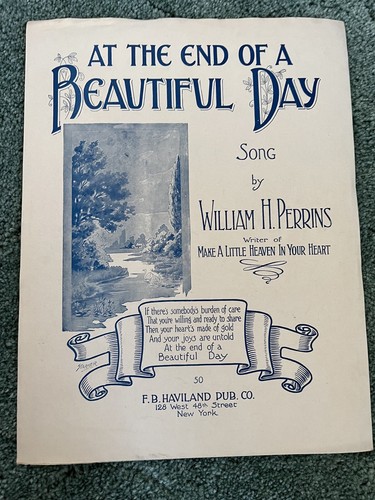 AT THE END OF A
BEAUTIFUL DAY
SONG
by
WILLIAM H. PERRINS
Writer of
MAKE A LITTLE HEAVEN IN YOUR HEART
If there's somebody's burden of care
That you're willing and ready to share
Then your heart's made of gold
And your joys are untold
At the end of a
Beautiful Day
50
F.B. HAVILAND PUB. CO.
128 West 48th Street
New York